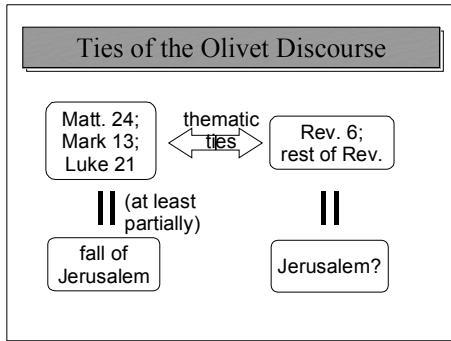 Ties of the Olivet Discourse
Matt. 24;
Mark 13;
Luke 21
thematic
ties
Rev. 6;
rest of Rev.
(at least
partially)
fall of
Jerusalem
Jerusalem?